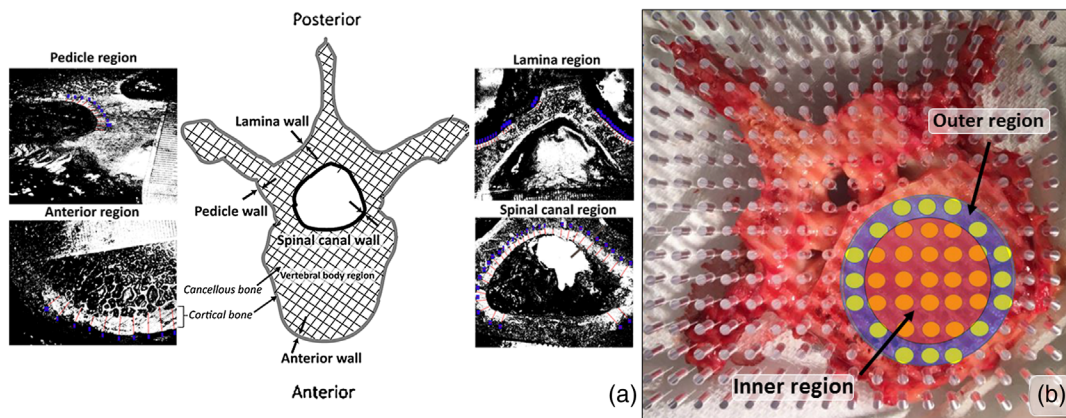 Posterior
Pedicle region
Lamina region
Lamina wall
Outer region
Pedicle wall
Anterior region
Spinal canal wall
Spinal canal region
Vertebral body region
Cancellous bone
Cortical bone
Anterior wall
Inner region
Anterior
(a)
(b)